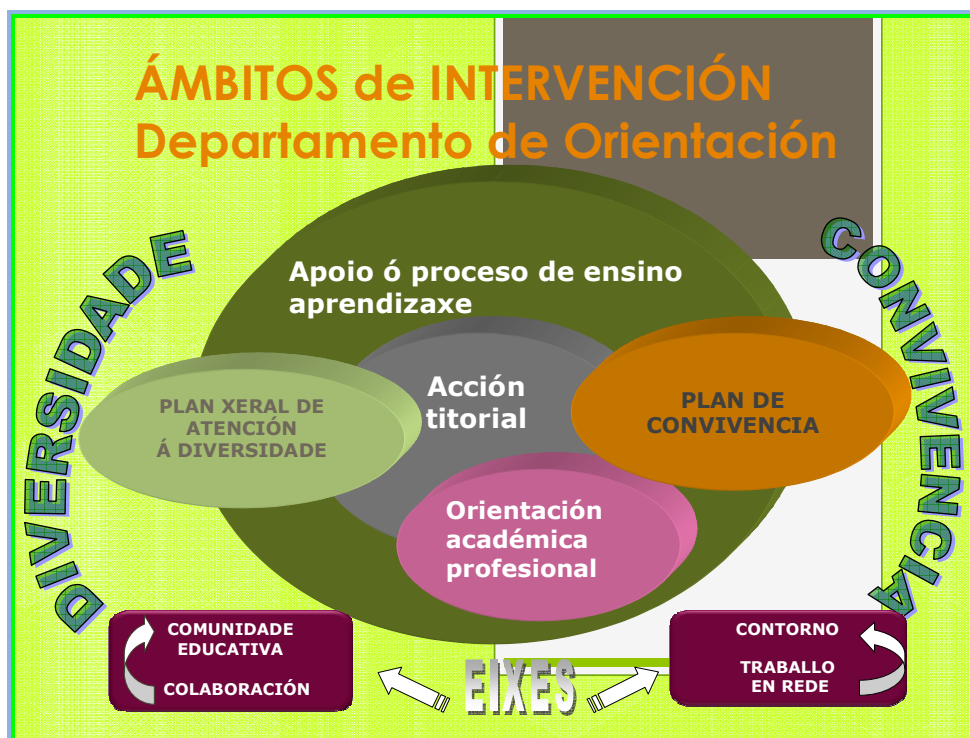 ÁMBITOS de INTERVENCIÓN
Departamento de Orientación
DIVERSIDADE
CONVIVENCIA
Apoio ó proceso de ensino
aprendizaxe
Acción
titorial
PLAN XERAL DE
ATENCIÓN
Á DIVERSIDADE
PLAN DE
CONVIVENCIA
Orientación
académica
profesional
COMUNIDADE
EDUCATIVA
COLABORACIÓN
EIXES
CONTORNO
TRABALLO
EN REDE